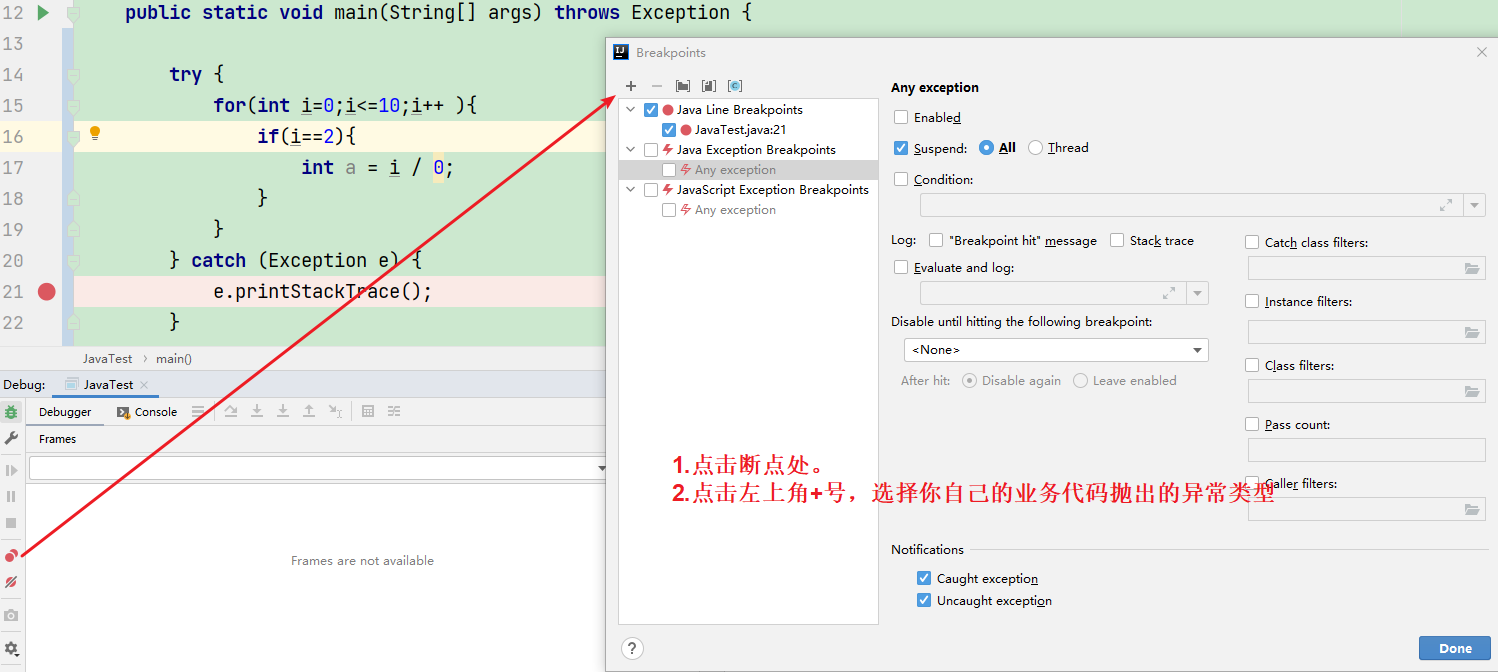 12 public static void main(String[] args) throws Exception {
13
14 try {
15 for(int i=0;i<=10;i++ ){
16 if(i==2){
17 int a = i / 0;
18 }
19 }
20 } catch (Exception e) {
21 e.printStackTrace();
22 }
JavaTest › main()
Debug: JavaTest
Debugger Console
Frames
Frames are not available
Breakpoints
Java Line Breakpoints
JavaTest.java:21
Java Exception Breakpoints
Any exception
JavaScript Exception Breakpoints
Any exception
Any exception
Enabled
Suspend: All Thread
Condition:
Log: "Breakpoint hit" message Stack trace
Evaluate and log:
Disable until hitting the following breakpoint:
<None>
After hit: Disable again Leave enabled
Catch class filters:
Instance filters:
Class filters:
Pass count:
Caller filters:
1.点击断点处。
2.点击左上角+号，选择你自己的业务代码抛出的异常类型
Notifications
Caught exception
Uncaught exception
?
Done